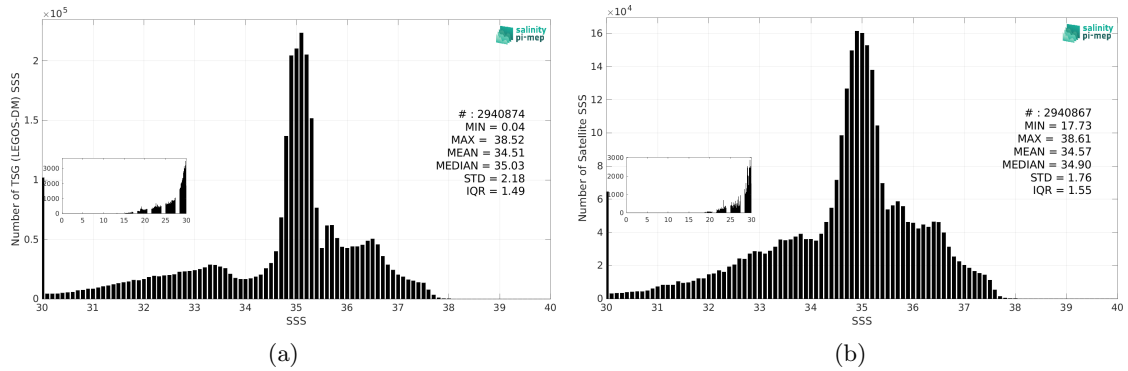 ×10⁵
2
1.5
1
0.5
0
Number of TSG (LEGOS-DM) SSS
salinity
pi-mep
# : 2940874
MIN = 0.04
MAX = 38.52
MEAN = 34.51
MEDIAN = 35.03
STD = 2.18
IQR = 1.49
3000
2000
1000
0
0 5 10 15 20 25 30
30 31 32 33 34 35 36 37 38 39 40
SSS
(a)
×10⁴
16
14
12
10
8
6
4
2
0
Number of Satellite SSS
salinity
pi-mep
# : 2940867
MIN = 17.73
MAX = 38.61
MEAN = 34.57
MEDIAN = 34.90
STD = 1.76
IQR = 1.55
3000
2000
1000
0
0 5 10 15 20 25 30
30 31 32 33 34 35 36 37 38 39 40
SSS
(b)